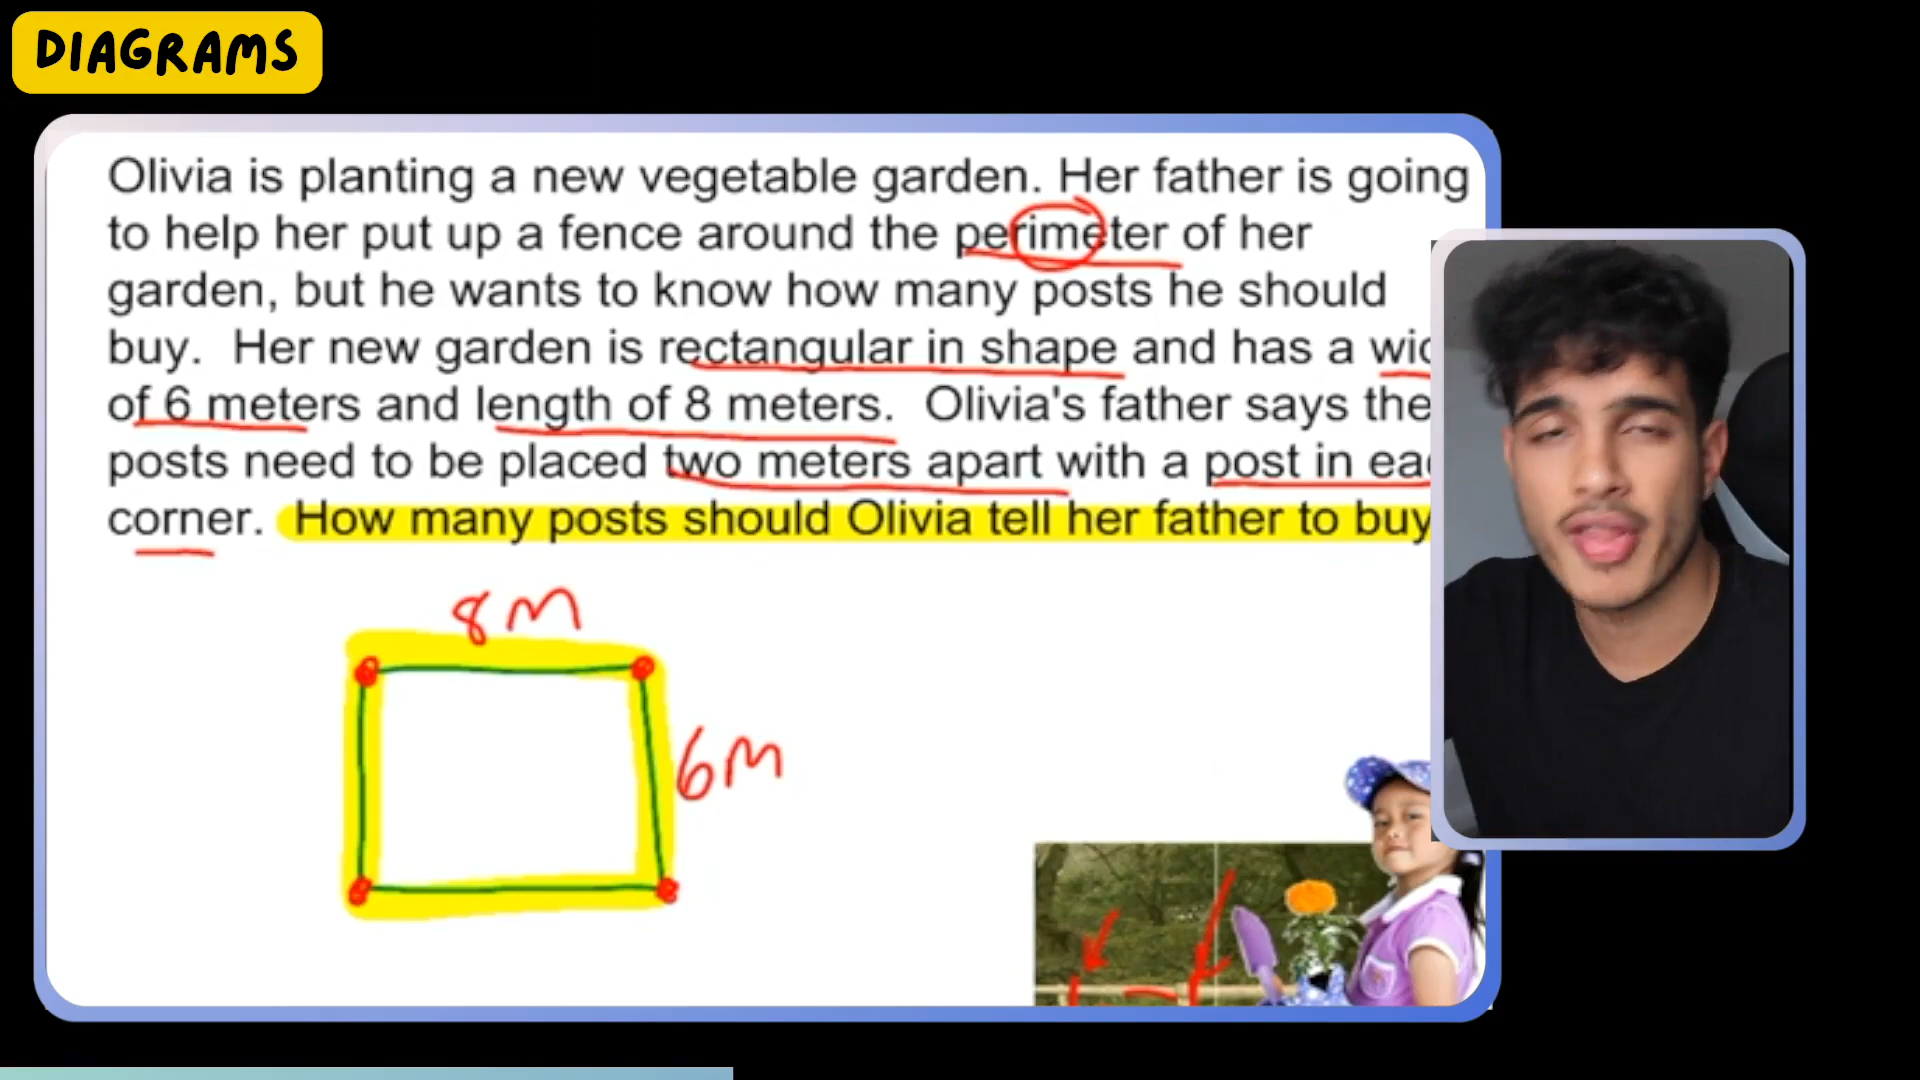 DIAGRAMS
Olivia is planting a new vegetable garden. Her father is going
to help her put up a fence around the perimeter of her
garden, but he wants to know how many posts he should
buy. Her new garden is rectangular in shape and has a
of 6 meters and length of 8 meters. Olivia's father says the
posts need to be placed two meters apart with a post in
corner. How many posts should Olivia tell her father to buy
8M
6M